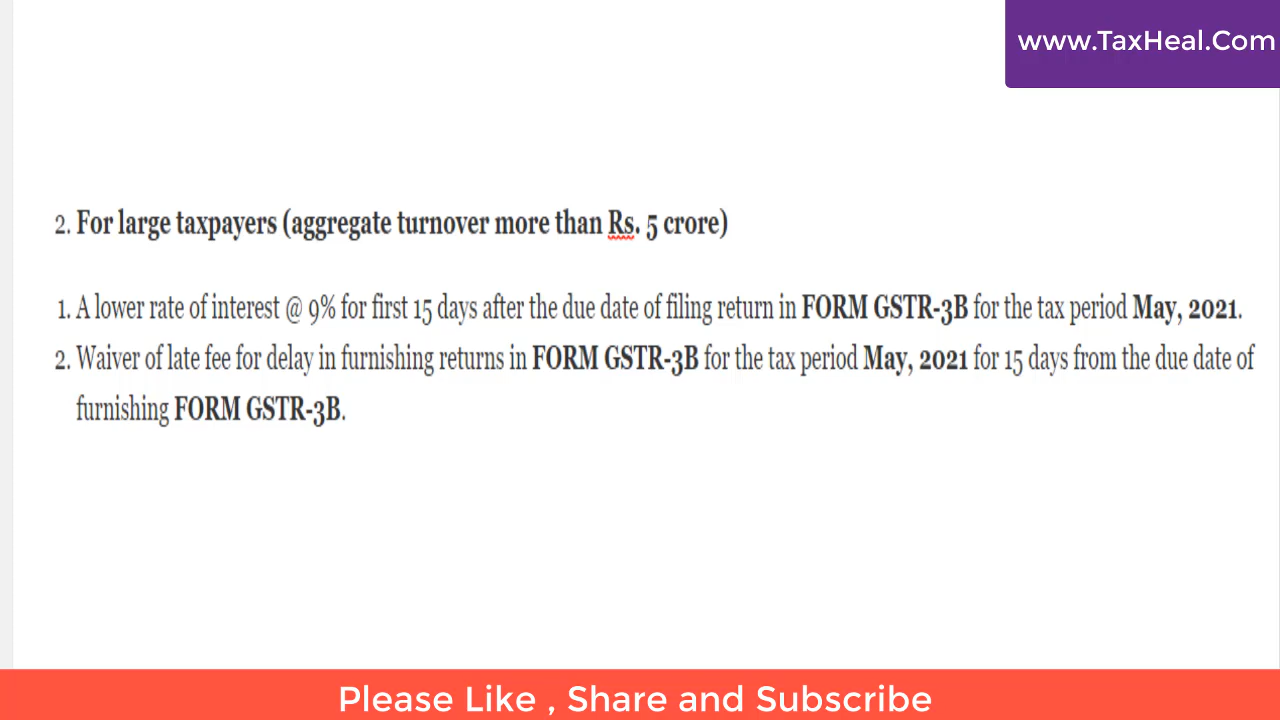 www.TaxHeal.Com
2. For large taxpayers (aggregate turnover more than Rs. 5 crore)
1. A lower rate of interest @ 9% for first 15 days after the due date of filing return in FORM GSTR-3B for the tax period May, 2021.
2. Waiver of late fee for delay in furnishing returns in FORM GSTR-3B for the tax period May, 2021 for 15 days from the due date of
furnishing FORM GSTR-3B.
Please Like , Share and Subscribe